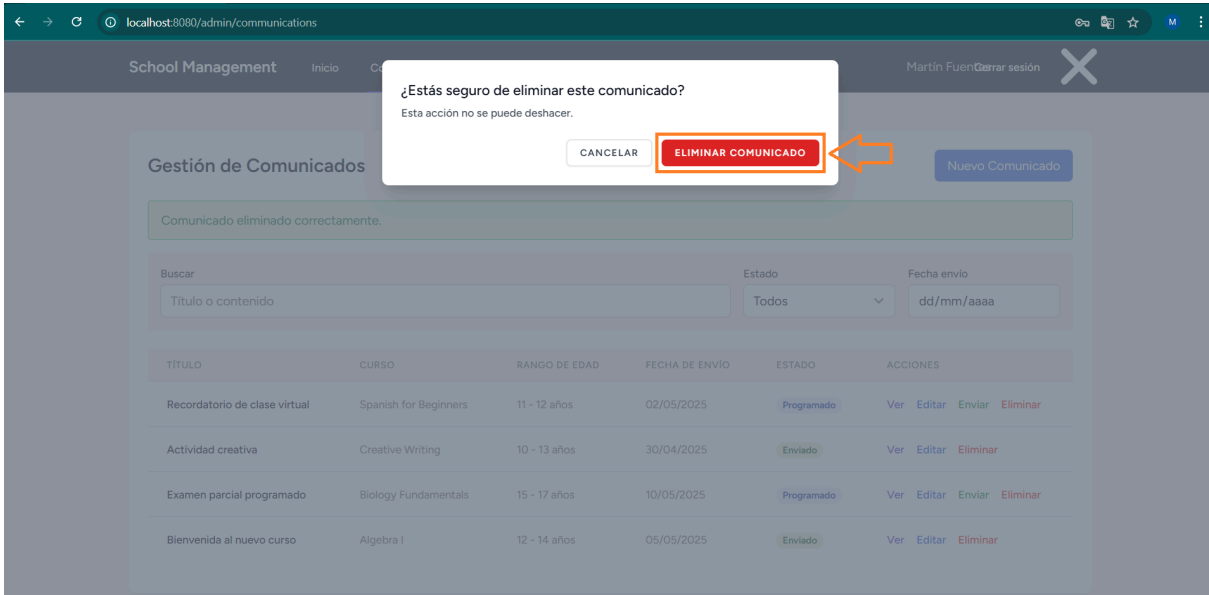 localhost:8080/admin/communications
M
School Management Inicio Co Martín Fuentes Cerrar sesión
¿Estás seguro de eliminar este comunicado?
Esta acción no se puede deshacer.
CANCELAR ELIMINAR COMUNICADO
Gestión de Comunicados Nuevo Comunicado
Comunicado eliminado correctamente.
Buscar Estado Fecha envío
Título o contenido Todos dd/mm/aaaa
TÍTULO CURSO RANGO DE EDAD FECHA DE ENVÍO ESTADO ACCIONES
Recordatorio de clase virtual Spanish for Beginners 11 - 12 años 02/05/2025 Programado Ver Editar Enviar Eliminar
Actividad creativa Creative Writing 10 - 13 años 30/04/2025 Enviado Ver Editar Eliminar
Examen parcial programado Biology Fundamentals 15 - 17 años 10/05/2025 Programado Ver Editar Enviar Eliminar
Bienvenida al nuevo curso Algebra I 12 - 14 años 05/05/2025 Enviado Ver Editar Eliminar